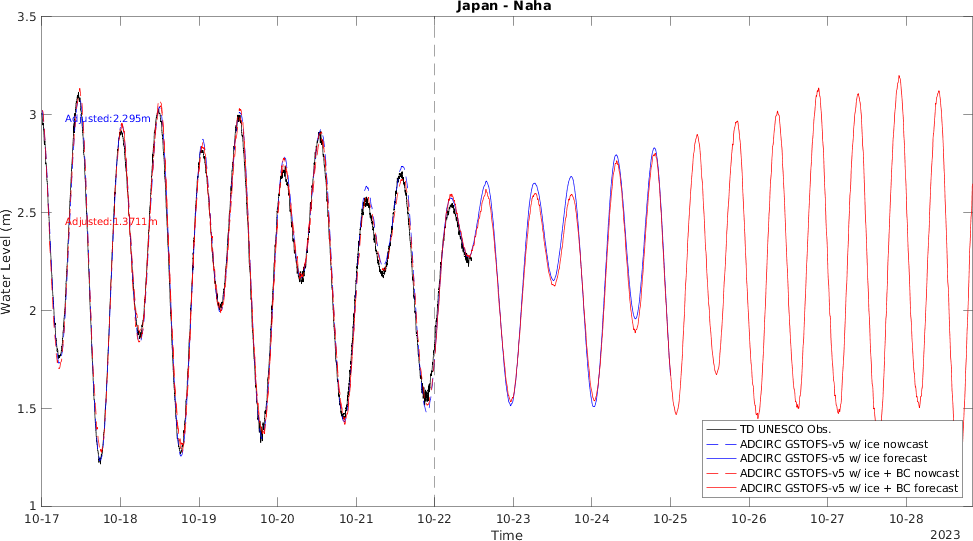 Japan - Naha
3.5
3
2.5
2
1.5
1
Water Level (m)
Adjusted:2.295m
Adjusted:1.3711m
TD UNESCO Obs.
ADCIRC GSTOFS-v5 w/ ice nowcast
ADCIRC GSTOFS-v5 w/ ice forecast
ADCIRC GSTOFS-v5 w/ ice + BC nowcast
ADCIRC GSTOFS-v5 w/ ice + BC forecast
10-17 10-18 10-19 10-20 10-21 10-22 10-23 10-24 10-25 10-26 10-27 10-28
Time
2023